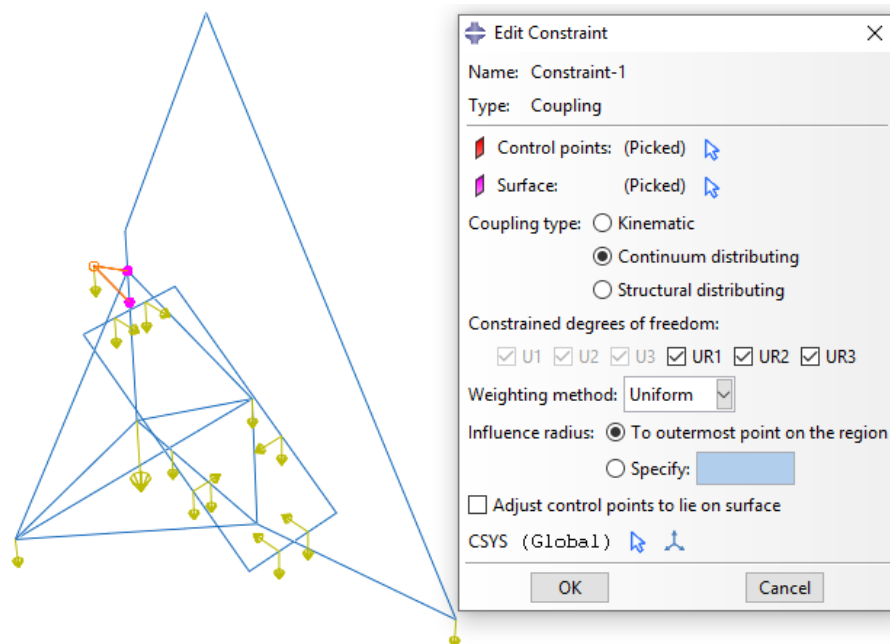 Edit Constraint
Name: Constraint-1
Type: Coupling
Control points: (Picked)
Surface: (Picked)
Coupling type: Kinematic
Continuum distributing
Structural distributing
Constrained degrees of freedom:
U1 U2 U3 UR1 UR2 UR3
Weighting method: Uniform
Influence radius: To outermost point on the region
Specify:
Adjust control points to lie on surface
CSYS (Global)
OK Cancel